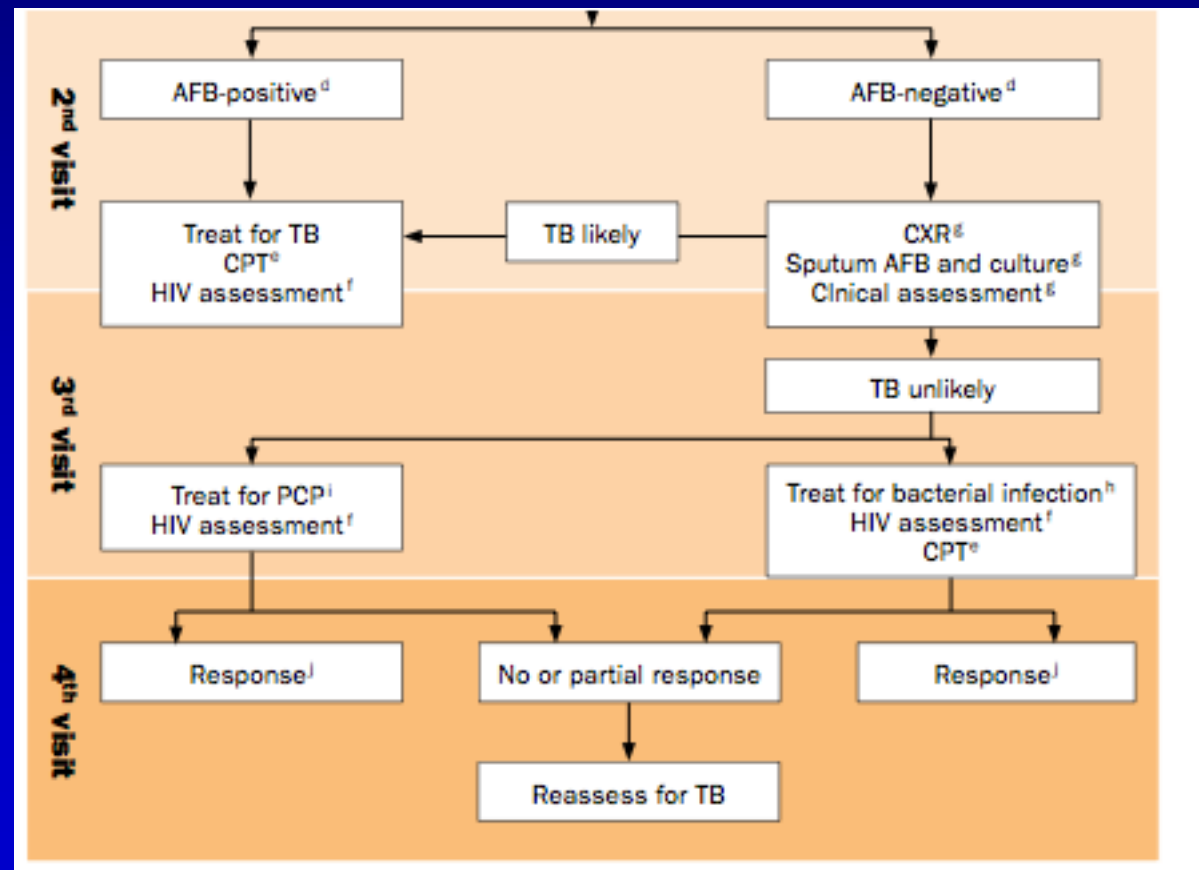 2nd visit
AFB-positive d
AFB-negative d
Treat for TB
CPT e
HIV assessment f
TB likely
CXR g
Sputum AFB and culture g
Clnical assessment g
3rd visit
TB unlikely
Treat for PCP i
HIV assessment f
Treat for bacterial infection h
HIV assessment f
CPT e
4th visit
Response j
No or partial response
Response j
Reassess for TB